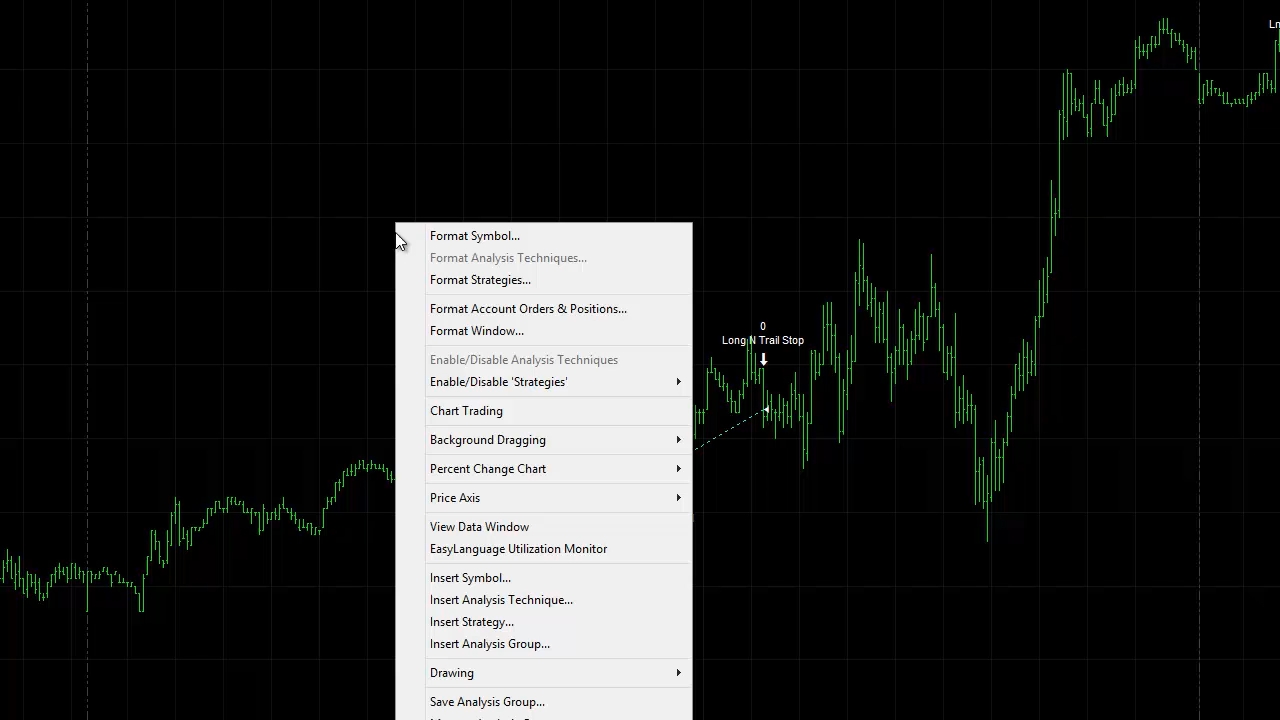 Ln
Format Symbol...
Format Analysis Techniques...
Format Strategies...
Format Account Orders & Positions...
Format Window...
0
Long N Trail Stop
Enable/Disable Analysis Techniques
Enable/Disable 'Strategies'
Chart Trading
Background Dragging
Percent Change Chart
Price Axis
View Data Window
EasyLanguage Utilization Monitor
Insert Symbol...
Insert Analysis Technique...
Insert Strategy...
Insert Analysis Group...
Drawing
Save Analysis Group...